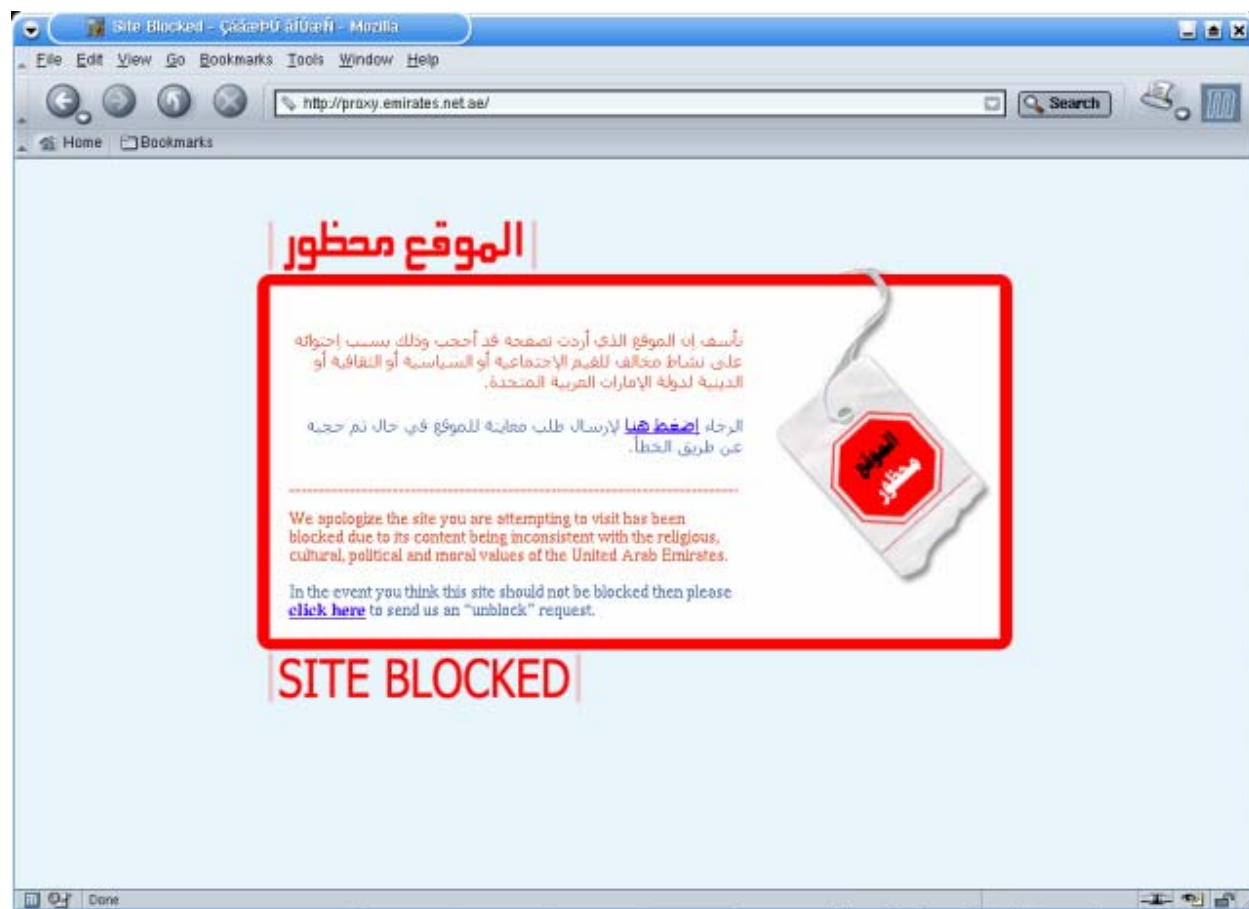 Site Blocked - ÇáãæÞÚ ãÍÙæÑ - Mozilla
File Edit View Go Bookmarks Tools Window Help
http://proxy.emirates.net.ae/
Search
Home Bookmarks
الموقع محظور
نأسف إن الموقع الذي أردت تصفحه قد أحجب وذلك بسبب إحتوائه
على نشاط مخالف للقيم الإجتماعية أو السياسية أو الثقافية أو
الدينية لدولة الإمارات العربية المتحدة.
الرجاء إضغط هنا لإرسال طلب معاينة للموقع في حال تم حجبه
عن طريق الخطأ.
الموقع
محظور
We apologize the site you are attempting to visit has been
blocked due to its content being inconsistent with the religious,
cultural, political and moral values of the United Arab Emirates.
In the event you think this site should not be blocked then please
click here to send us an “unblock” request.
SITE BLOCKED
Done